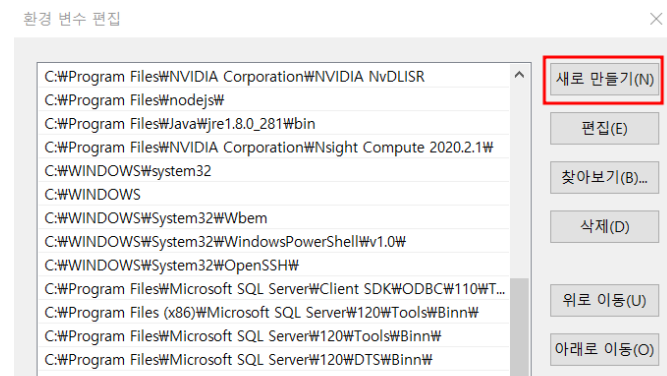 환경 변수 편집
C:₩Program Files₩NVIDIA Corporation₩NVIDIA NvDLISR
C:₩Program Files₩nodejs₩
C:₩Program Files₩Java₩jre1.8.0_281₩bin
C:₩Program Files₩NVIDIA Corporation₩Nsight Compute 2020.2.1₩
C:₩WINDOWS₩system32
C:₩WINDOWS
C:₩WINDOWS₩System32₩Wbem
C:₩WINDOWS₩System32₩WindowsPowerShell₩v1.0₩
C:₩WINDOWS₩System32₩OpenSSH₩
C:₩Program Files₩Microsoft SQL Server₩Client SDK₩ODBC₩110₩T...
C:₩Program Files (x86)₩Microsoft SQL Server₩120₩Tools₩Binn₩
C:₩Program Files₩Microsoft SQL Server₩120₩Tools₩Binn₩
C:₩Program Files₩Microsoft SQL Server₩120₩DTS₩Binn₩
새로 만들기(N)
편집(E)
찾아보기(B)...
삭제(D)
위로 이동(U)
아래로 이동(O)